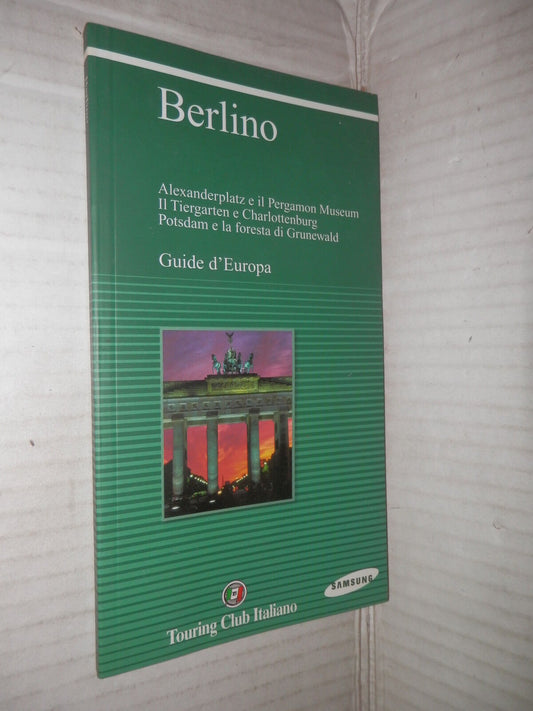 Berlino
Alexanderplatz e il Pergamon Museum
Il Tiergarten e Charlottenburg
Potsdam e la foresta di Grunewald
Guide d'Europa
SAMSUNG
Touring Club Italiano